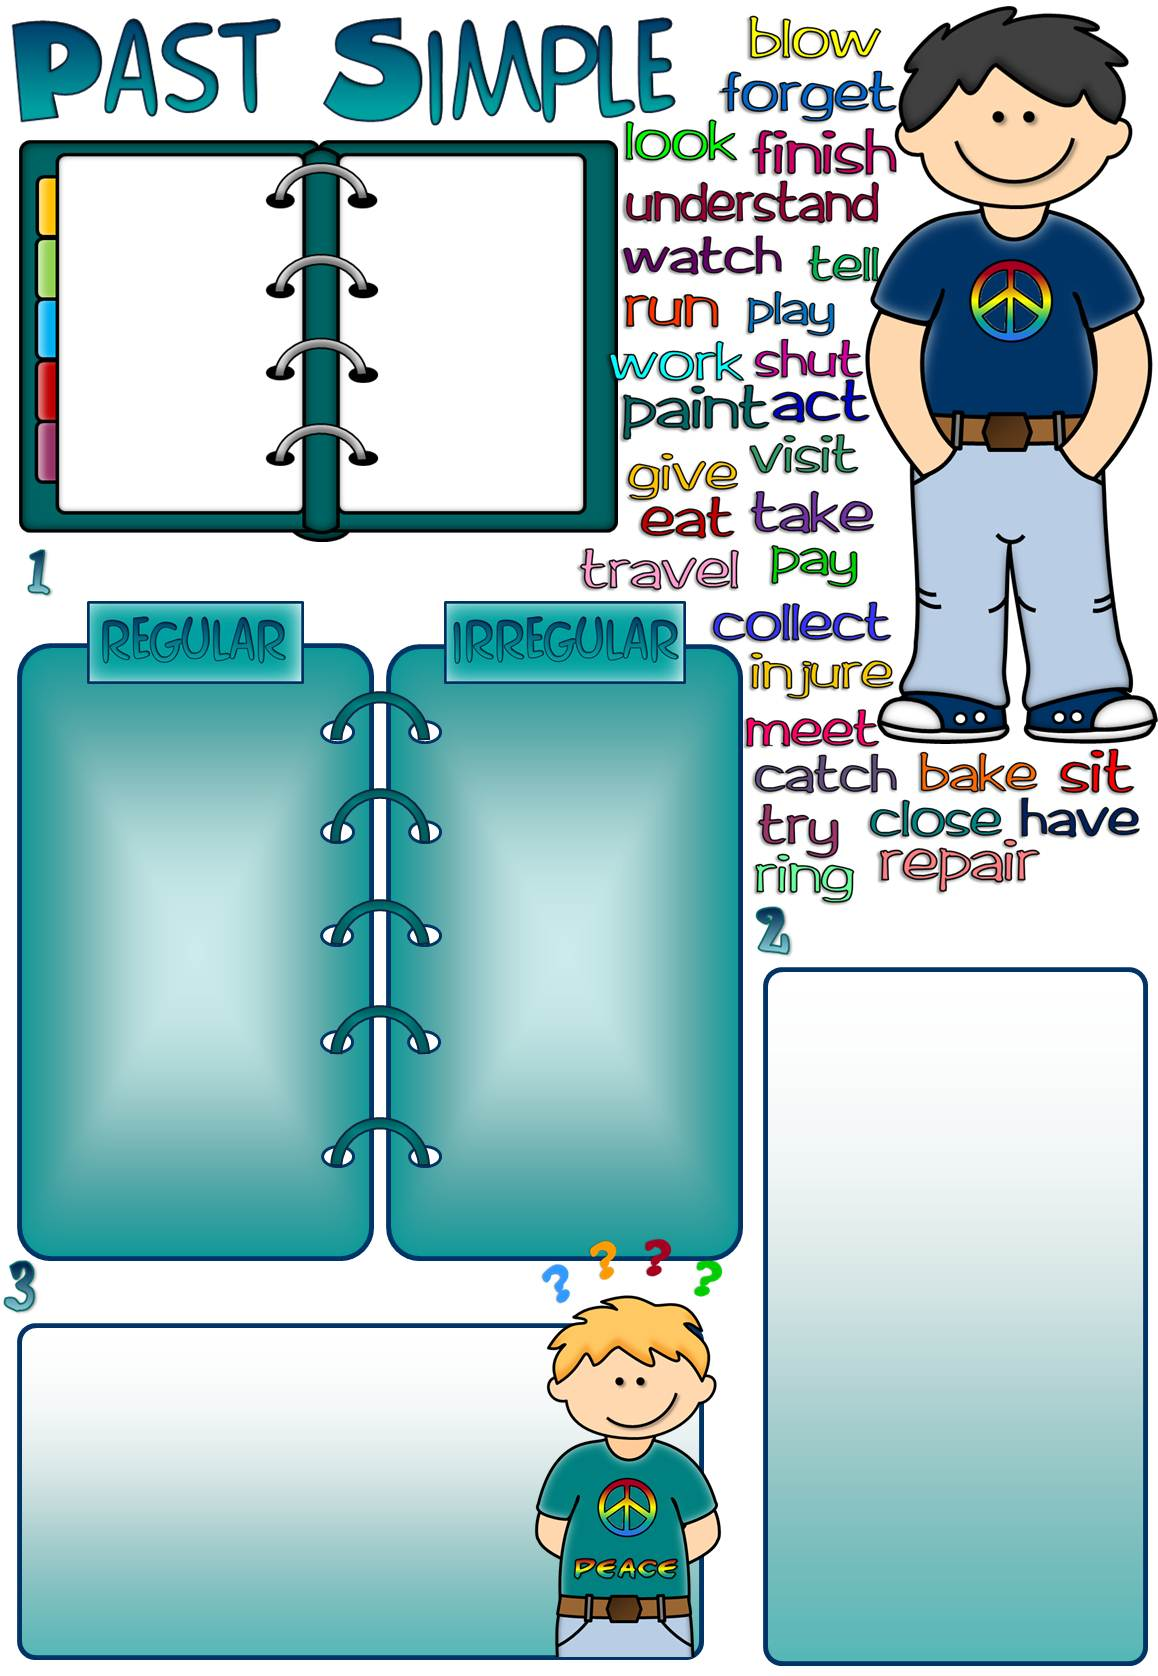 PAST SIMPLE
blow
forget
look finish
understand
watch tell
run play
work shut
paint act
give visit
eat take
travel pay
1
collect
REGULAR IRREGULAR
injure
meet
catch bake sit
try close have
ring repair
2
3
? ? ? ?
PEACE